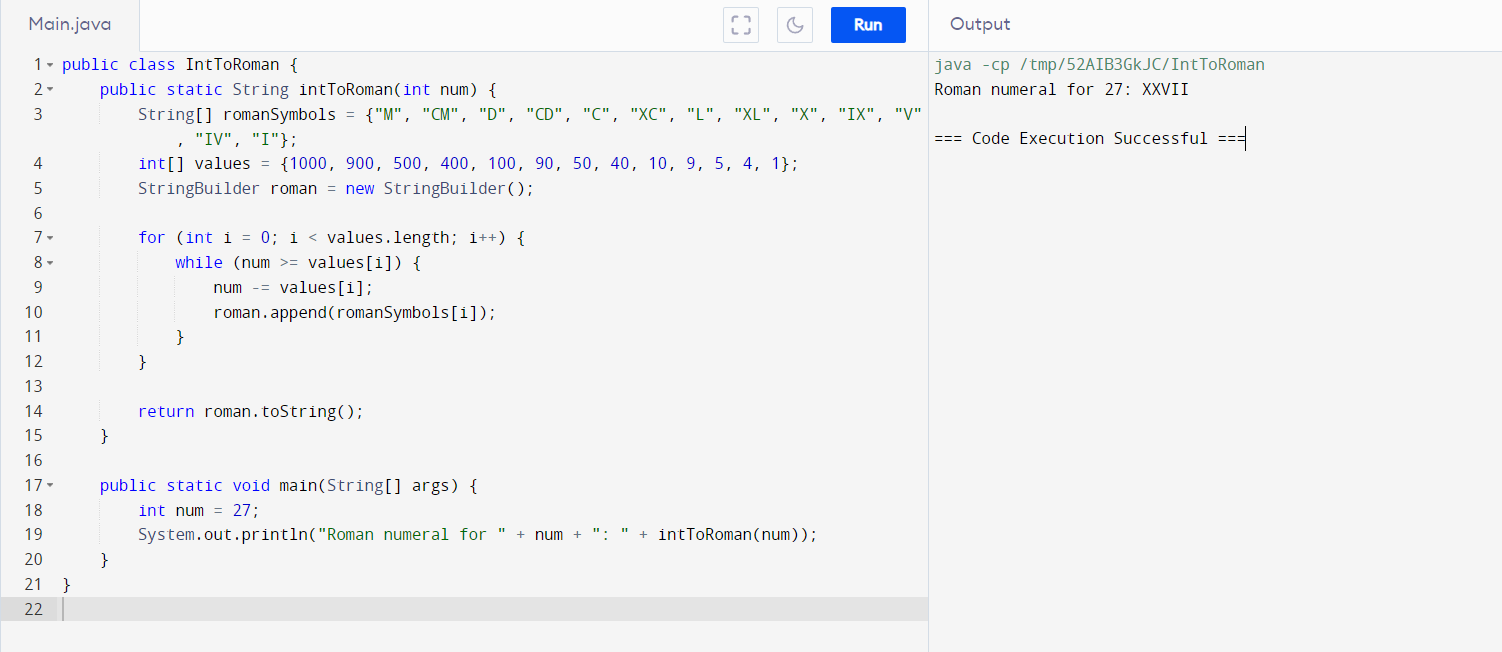 Main.java
Run
Output
1 public class IntToRoman {
2     public static String intToRoman(int num) {
3         String[] romanSymbols = {"M", "CM", "D", "CD", "C", "XC", "L", "XL", "X", "IX", "V"
            , "IV", "I"};
4         int[] values = {1000, 900, 500, 400, 100, 90, 50, 40, 10, 9, 5, 4, 1};
5         StringBuilder roman = new StringBuilder();
6
7         for (int i = 0; i < values.length; i++) {
8             while (num >= values[i]) {
9                 num -= values[i];
10                 roman.append(romanSymbols[i]);
11             }
12         }
13
14         return roman.toString();
15     }
16
17     public static void main(String[] args) {
18         int num = 27;
19         System.out.println("Roman numeral for " + num + ": " + intToRoman(num));
20     }
21 }
22
java -cp /tmp/52AIB3GkJC/IntToRoman
Roman numeral for 27: XXVII
=== Code Execution Successful ===